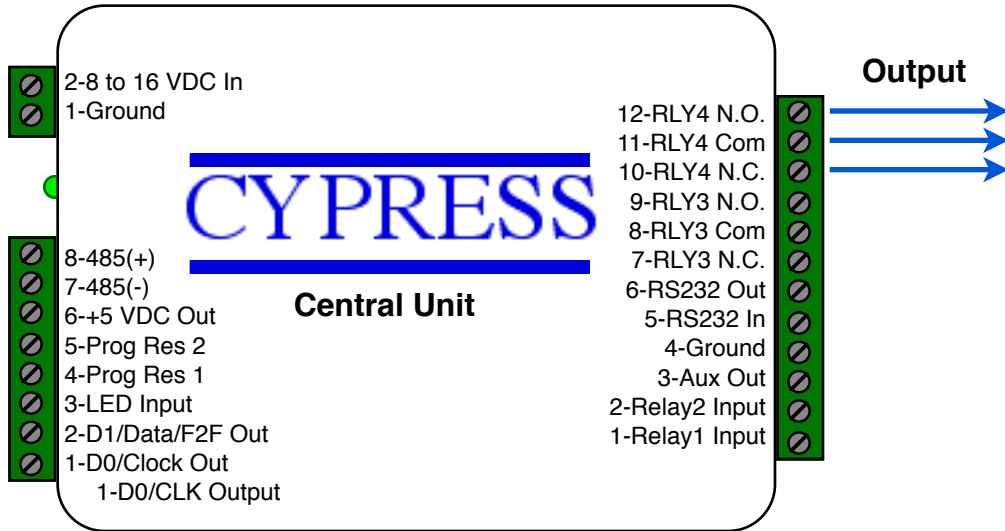 2-8 to 16 VDC In
1-Ground
CYPRESS
Central Unit
8-485(+)
7-485(-)
6-+5 VDC Out
5-Prog Res 2
4-Prog Res 1
3-LED Input
2-D1/Data/F2F Out
1-D0/Clock Out
1-D0/CLK Output
Output
12-RLY4 N.O.
11-RLY4 Com
10-RLY4 N.C.
9-RLY3 N.O.
8-RLY3 Com
7-RLY3 N.C.
6-RS232 Out
5-RS232 In
4-Ground
3-Aux Out
2-Relay2 Input
1-Relay1 Input